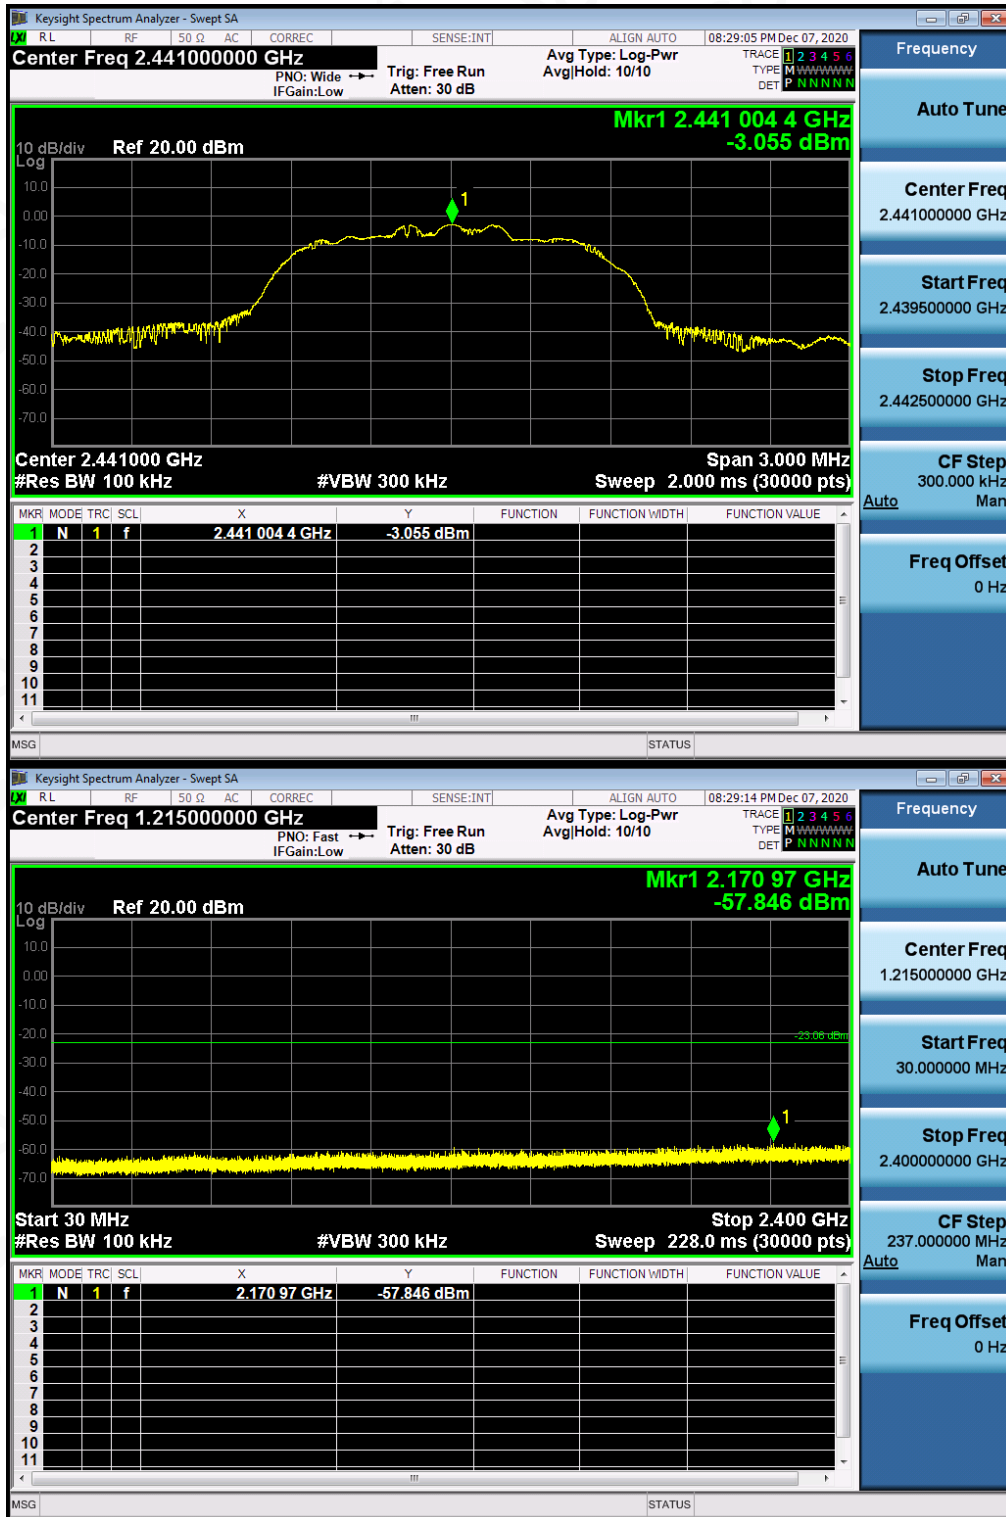 Keysight Spectrum Analyzer - Swept SA
LXI RL RF 50 Ω AC CORREC SENSE:INT ALIGN AUTO 08:29:05 PM Dec 07, 2020
Center Freq 2.441000000 GHz
PNO: Wide
IFGain:Low
Trig: Free Run
Atten: 30 dB
Avg Type: Log-Pwr
Avg|Hold: 10/10
TRACE 1 2 3 4 5 6
TYPE M WWWWW
DET P N N N N N
Frequency
Auto Tune
Center Freq
2.441000000 GHz
Start Freq
2.439500000 GHz
Stop Freq
2.442500000 GHz
CF Step
300.000 kHz
Auto Man
Freq Offset
0 Hz
Mkr1 2.441 004 4 GHz
-3.055 dBm
10 dB/div Ref 20.00 dBm
Log
10.0
0.00
-10.0
-20.0
-30.0
-40.0
-50.0
-60.0
-70.0
1
Center 2.441000 GHz Span 3.000 MHz
#Res BW 100 kHz #VBW 300 kHz Sweep 2.000 ms (30000 pts)
MKR MODE TRC SCL X Y FUNCTION FUNCTION WIDTH FUNCTION VALUE
1 N 1 f 2.441 004 4 GHz -3.055 dBm
2
3
4
5
6
7
8
9
10
11
MSG STATUS
Keysight Spectrum Analyzer - Swept SA
LXI RL RF 50 Ω AC CORREC SENSE:INT ALIGN AUTO 08:29:14 PM Dec 07, 2020
Center Freq 1.215000000 GHz
PNO: Fast
IFGain:Low
Trig: Free Run
Atten: 30 dB
Avg Type: Log-Pwr
Avg|Hold: 10/10
TRACE 1 2 3 4 5 6
TYPE M WWWWW
DET P N N N N N
Frequency
Auto Tune
Center Freq
1.215000000 GHz
Start Freq
30.000000 MHz
Stop Freq
2.400000000 GHz
CF Step
237.000000 MHz
Auto Man
Freq Offset
0 Hz
Mkr1 2.170 97 GHz
-57.846 dBm
10 dB/div Ref 20.00 dBm
Log
10.0
0.00
-10.0
-20.0
-30.0
-40.0
-50.0
-60.0
-70.0
-23.06 dBm
1
Start 30 MHz Stop 2.400 GHz
#Res BW 100 kHz #VBW 300 kHz Sweep 228.0 ms (30000 pts)
MKR MODE TRC SCL X Y FUNCTION FUNCTION WIDTH FUNCTION VALUE
1 N 1 f 2.170 97 GHz -57.846 dBm
2
3
4
5
6
7
8
9
10
11
MSG STATUS